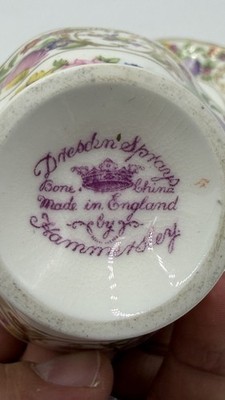 Dresden Sprays
Bone China
Made in England
by
Hammersley